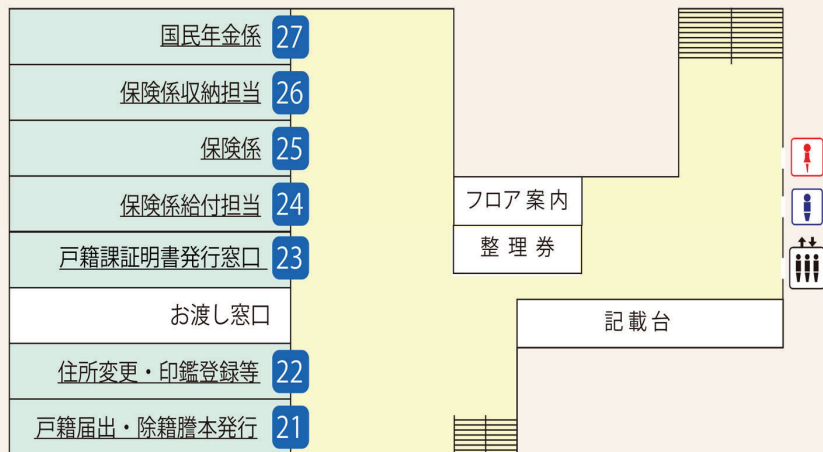 国民年金係 27
保険係収納担当 26
保険係 25
保険係給付担当 24
フロア案内
戸籍課証明書発行窓口 23
整理券
お渡し窓口
記載台
住所変更・印鑑登録等 22
戸籍届出・除籍謄本発行 21